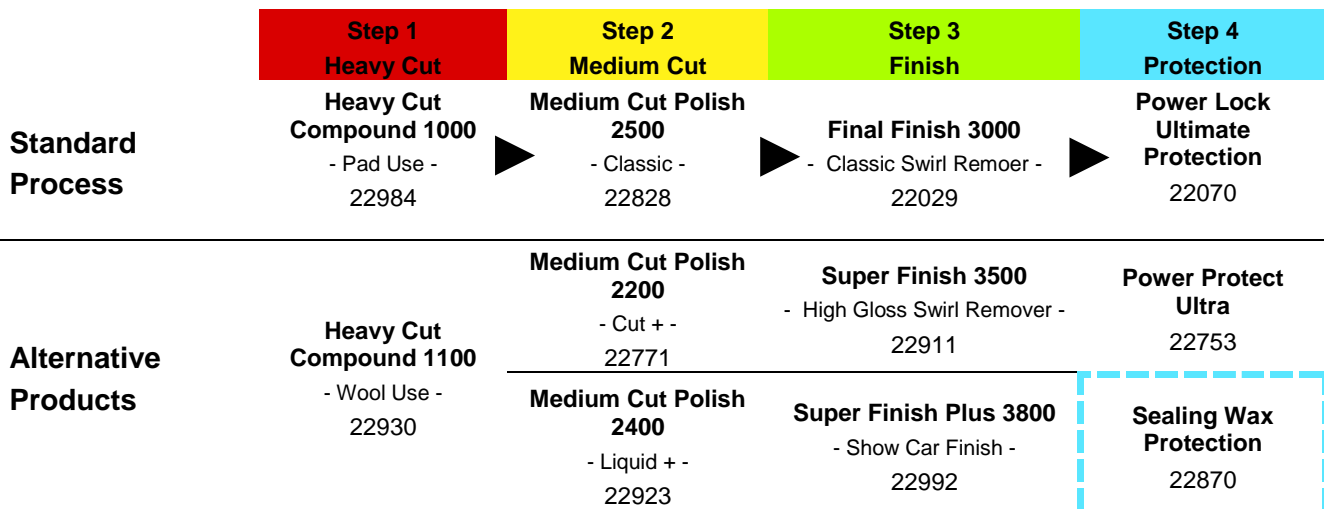 Step 1
Heavy Cut
Step 2
Medium Cut
Step 3
Finish
Step 4
Protection
Standard
Process
Heavy Cut
Compound 1000
- Pad Use -
22984
Medium Cut Polish
2500
- Classic -
22828
Final Finish 3000
- Classic Swirl Remoer -
22029
Power Lock
Ultimate
Protection
22070
Alternative
Products
Heavy Cut
Compound 1100
- Wool Use -
22930
Medium Cut Polish
2200
- Cut + -
22771
Super Finish 3500
- High Gloss Swirl Remover -
22911
Power Protect
Ultra
22753
Medium Cut Polish
2400
- Liquid + -
22923
Super Finish Plus 3800
- Show Car Finish -
22992
Sealing Wax
Protection
22870